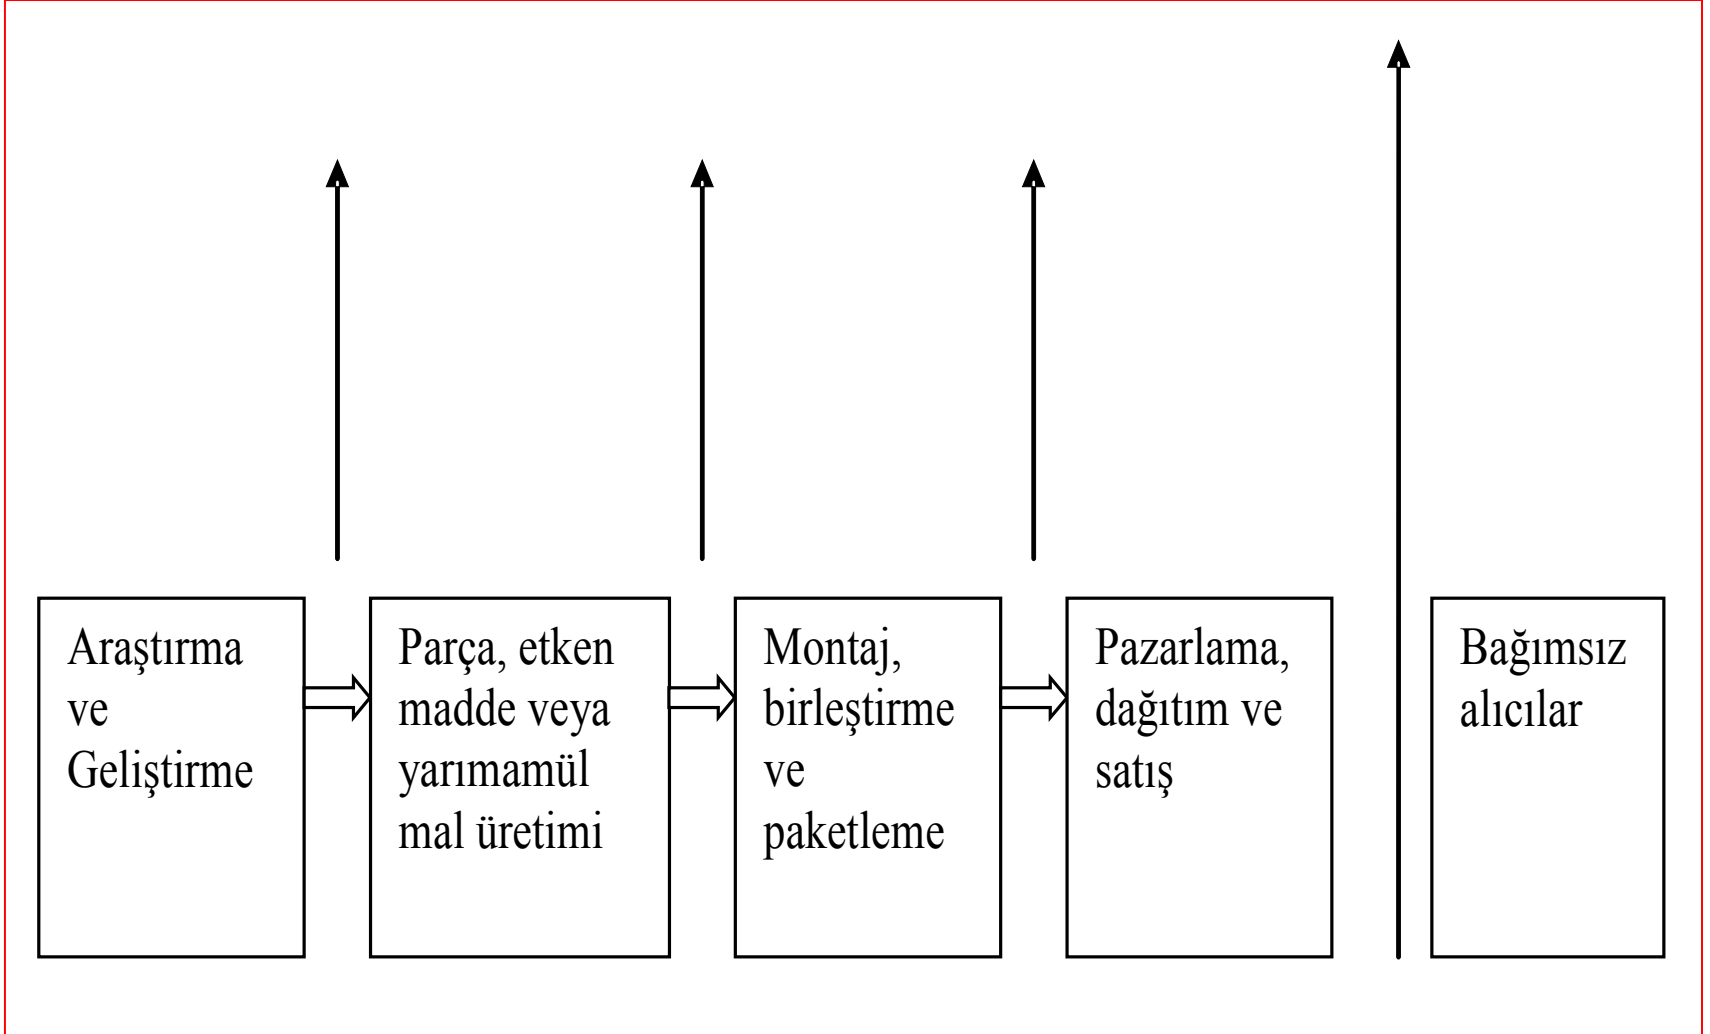 Araştırma
ve
Geliştirme
Parça, etken
madde veya
yarımamül
mal üretimi
Montaj,
birleştirme
ve
paketleme
Pazarlama,
dağıtım ve
satış
Bağımsız
alıcılar